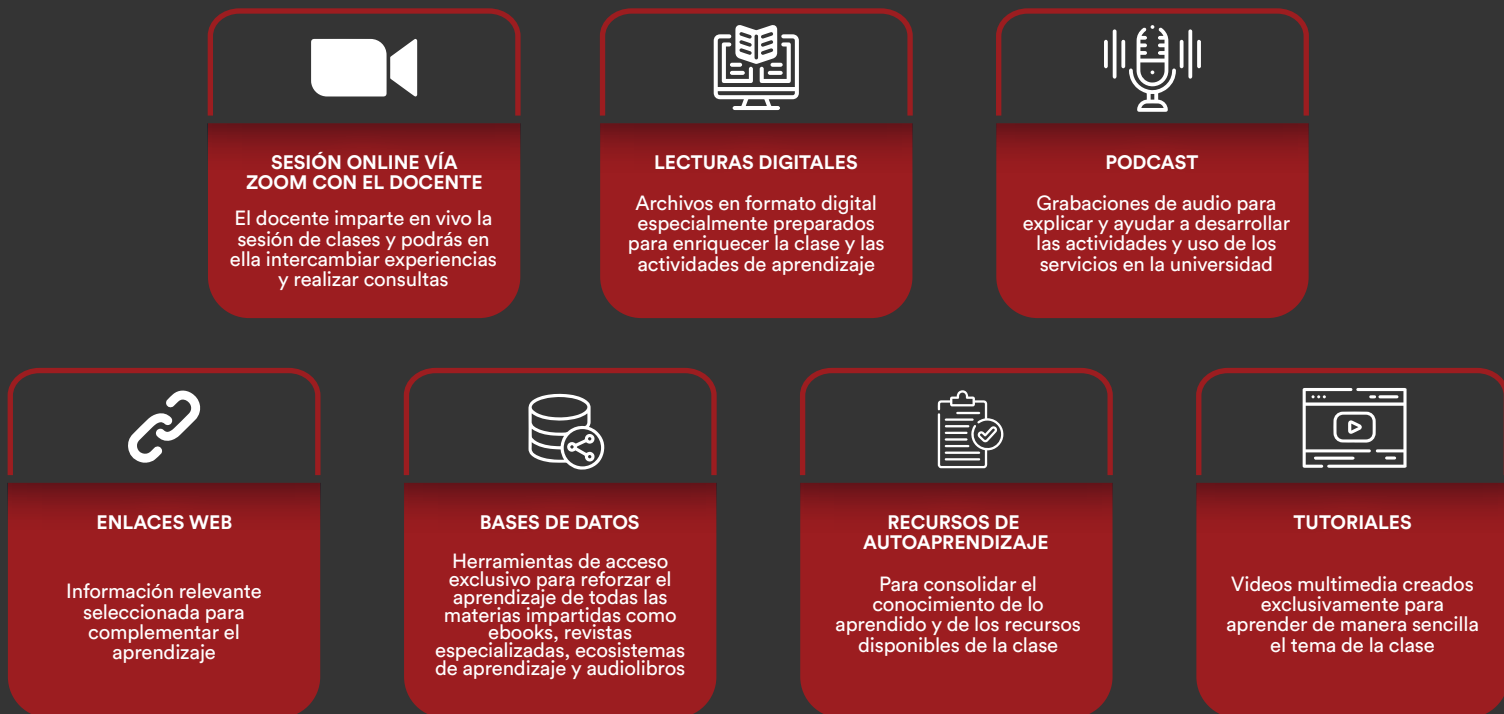 SESIÓN ONLINE VÍA
ZOOM CON EL DOCENTE
El docente imparte en vivo la
sesión de clases y podrás en
ella intercambiar experiencias
y realizar consultas
LECTURAS DIGITALES
Archivos en formato digital
especialmente preparados
para enriquecer la clase y las
actividades de aprendizaje
PODCAST
Grabaciones de audio para
explicar y ayudar a desarrollar
las actividades y uso de los
servicios en la universidad
ENLACES WEB
Información relevante
seleccionada para
complementar el
aprendizaje
BASES DE DATOS
Herramientas de acceso
exclusivo para reforzar el
aprendizaje de todas las
materias impartidas como
ebooks, revistas
especializadas, ecosistemas
de aprendizaje y audiolibros
RECURSOS DE
AUTOAPRENDIZAJE
Para consolidar el
conocimiento de lo
aprendido y de los recursos
disponibles de la clase
TUTORIALES
Videos multimedia creados
exclusivamente para
aprender de manera sencilla
el tema de la clase